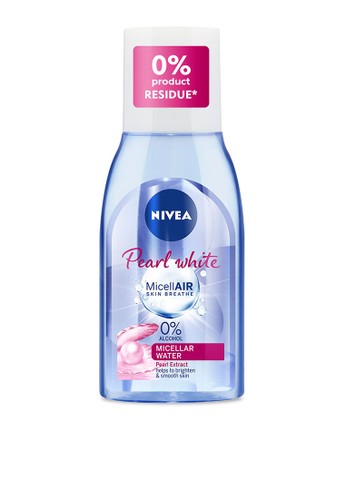 0%
product
RESIDUE*
NIVEA
Pearl white
MicellAIR
SKIN BREATHE
0%
ALCOHOL
MICELLAR
WATER
Pearl Extract
helps to brighten
& smooth skin